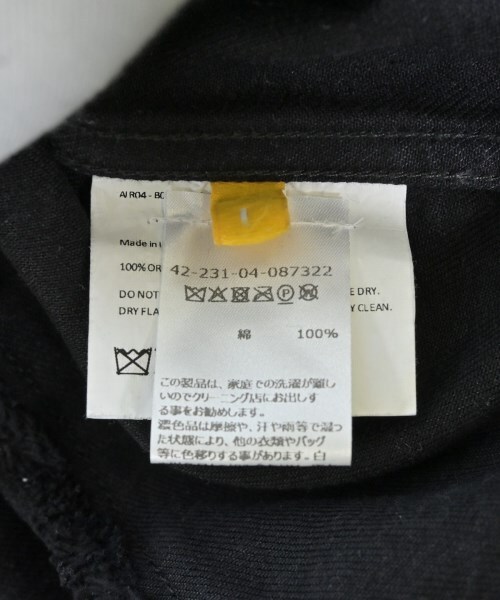 AIR04 - BO
Made in
100% OR
DO NOT
E DRY.
DRY FLA
Y CLEAN.
42-231-04-087322
綿 100%
この製品は、家庭での洗濯が難し
いのでクリーニング店にお出しす
る事をお勧めします。
濃色品は摩擦や、汗や雨等で湿っ
た状態により、他の衣類やバッグ
等に色移りする事があります。白